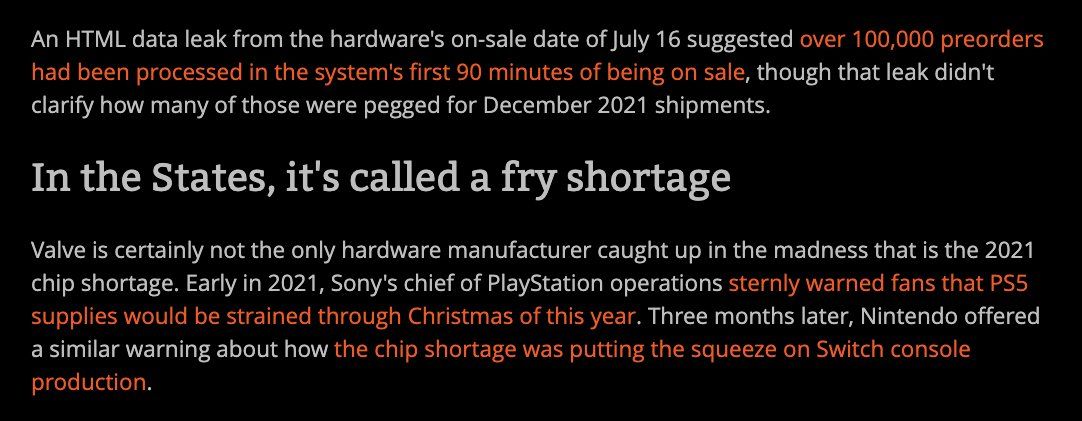 An HTML data leak from the hardware's on-sale date of July 16 suggested over 100,000 preorders
had been processed in the system's first 90 minutes of being on sale, though that leak didn't
clarify how many of those were pegged for December 2021 shipments.
In the States, it's called a fry shortage
Valve is certainly not the only hardware manufacturer caught up in the madness that is the 2021
chip shortage. Early in 2021, Sony's chief of PlayStation operations sternly warned fans that PS5
supplies would be strained through Christmas of this year. Three months later, Nintendo offered
a similar warning about how the chip shortage was putting the squeeze on Switch console
production.